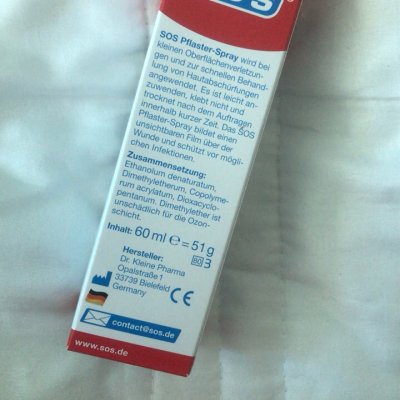 SOS
SOS Pflaster-Spray wird bei
kleinen Oberflächenverletzun-
gen und zur schnellen Behand-
lung von Hautabschürfungen
angewendet. Es ist leicht an-
zuwenden, klebt nicht und
trocknet nach dem Auftragen
innerhalb kurzer Zeit. Das SOS
Pflaster-Spray bildet einen
unsichtbaren Film über der
Wunde und schützt vor mögli-
chen Infektionen.
Zusammensetzung:
Ethanolum denaturatum,
Dimethyletherum, Copolyme-
rum acrylatum, Dioxacyclo-
pentanum. Dimethylether ist
unschädlich für die Ozon-
schicht.
Inhalt: 60 ml ℮ = 51 g
Hersteller:
Dr. Kleine Pharma
Opalstraße 1
33739 Bielefeld
Germany
CE
contact@sos.de
www.sos.de